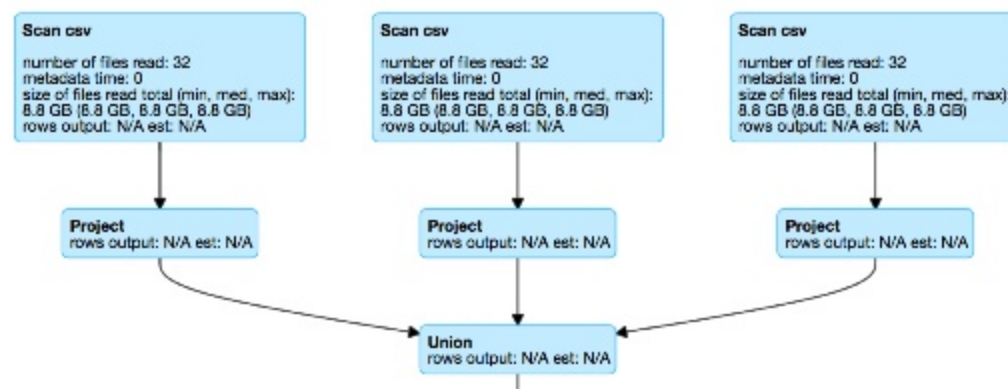 Scan csv
number of files read: 32
metadata time: 0
size of files read total (min, med, max):
8.8 GB (8.8 GB, 8.8 GB, 8.8 GB)
rows output: N/A est: N/A
Scan csv
number of files read: 32
metadata time: 0
size of files read total (min, med, max):
8.8 GB (8.8 GB, 8.8 GB, 8.8 GB)
rows output: N/A est: N/A
Scan csv
number of files read: 32
metadata time: 0
size of files read total (min, med, max):
8.8 GB (8.8 GB, 8.8 GB, 8.8 GB)
rows output: N/A est: N/A
Project
rows output: N/A est: N/A
Project
rows output: N/A est: N/A
Project
rows output: N/A est: N/A
Union
rows output: N/A est: N/A